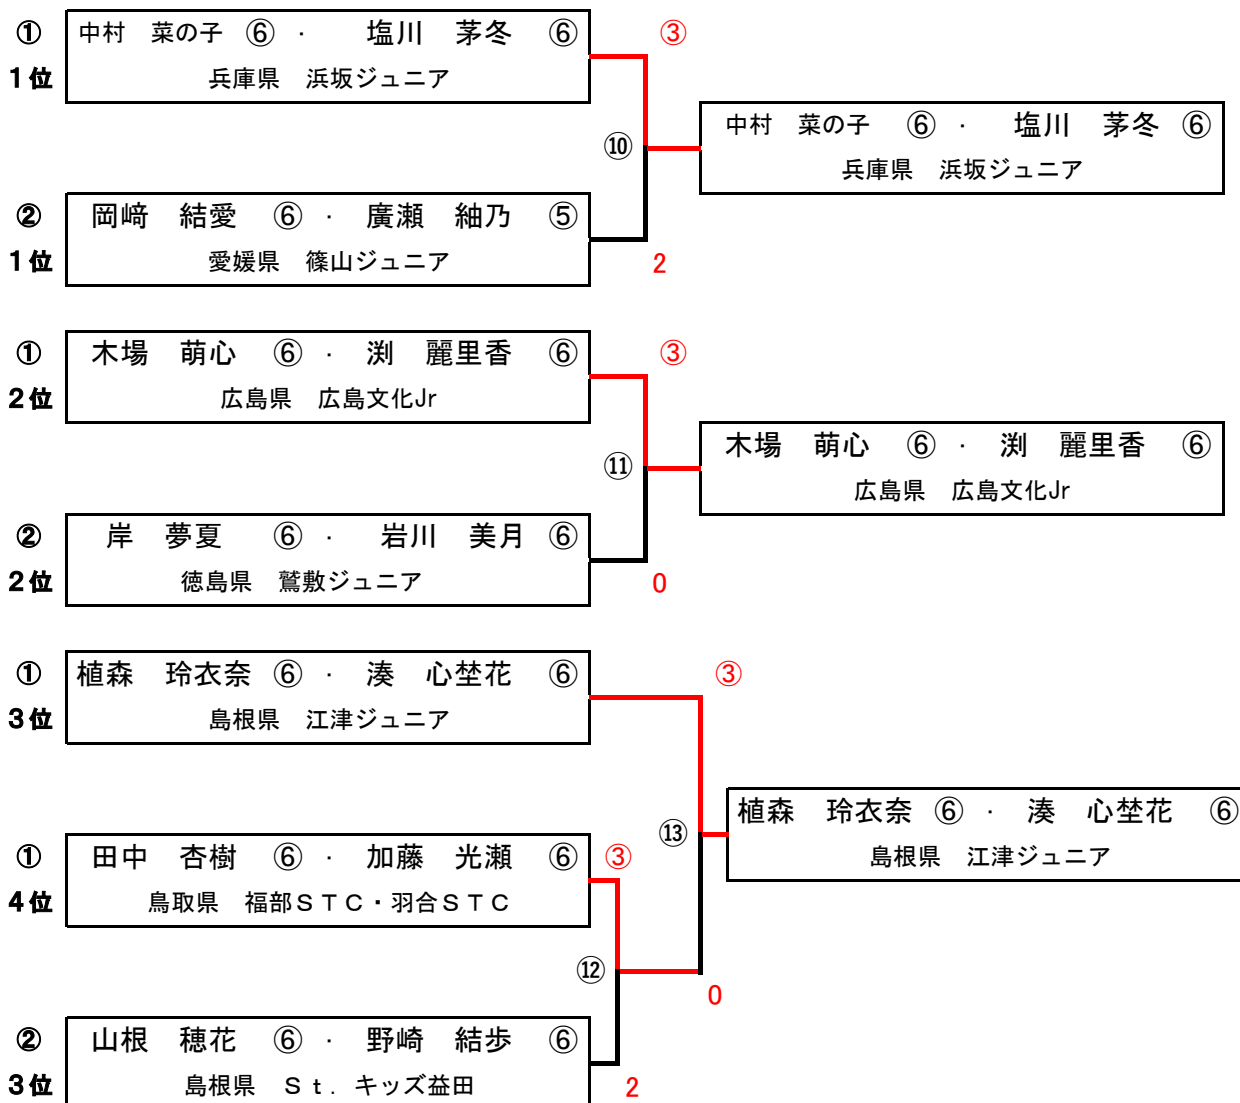 ① 中村　菜の子 ⑥ ・ 塩川　茅冬 ⑥ ③
1位 兵庫県　浜坂ジュニア
中村　菜の子 ⑥ ・ 塩川　茅冬 ⑥
⑩
兵庫県　浜坂ジュニア
② 岡﨑　結愛 ⑥ ・ 廣瀬　紬乃 ⑤
1位 愛媛県　篠山ジュニア 2
① 木場　萌心 ⑥ ・ 渕　麗里香 ⑥ ③
2位 広島県　広島文化Jr
木場　萌心 ⑥ ・ 渕　麗里香 ⑥
⑪
広島県　広島文化Jr
② 岸　夢夏 ⑥ ・ 岩川　美月 ⑥
2位 徳島県　鷲敷ジュニア 0
① 植森　玲衣奈 ⑥ ・ 湊　心埜花 ⑥ ③
3位 島根県　江津ジュニア
植森　玲衣奈 ⑥ ・ 湊　心埜花 ⑥
⑬
島根県　江津ジュニア
① 田中　杏樹 ⑥ ・ 加藤　光瀬 ⑥ ③
4位 鳥取県　福部ＳＴＣ・羽合ＳＴＣ
⑫
0
② 山根　穂花 ⑥ ・ 野崎　結歩 ⑥
3位 島根県　Ｓｔ．キッズ益田 2